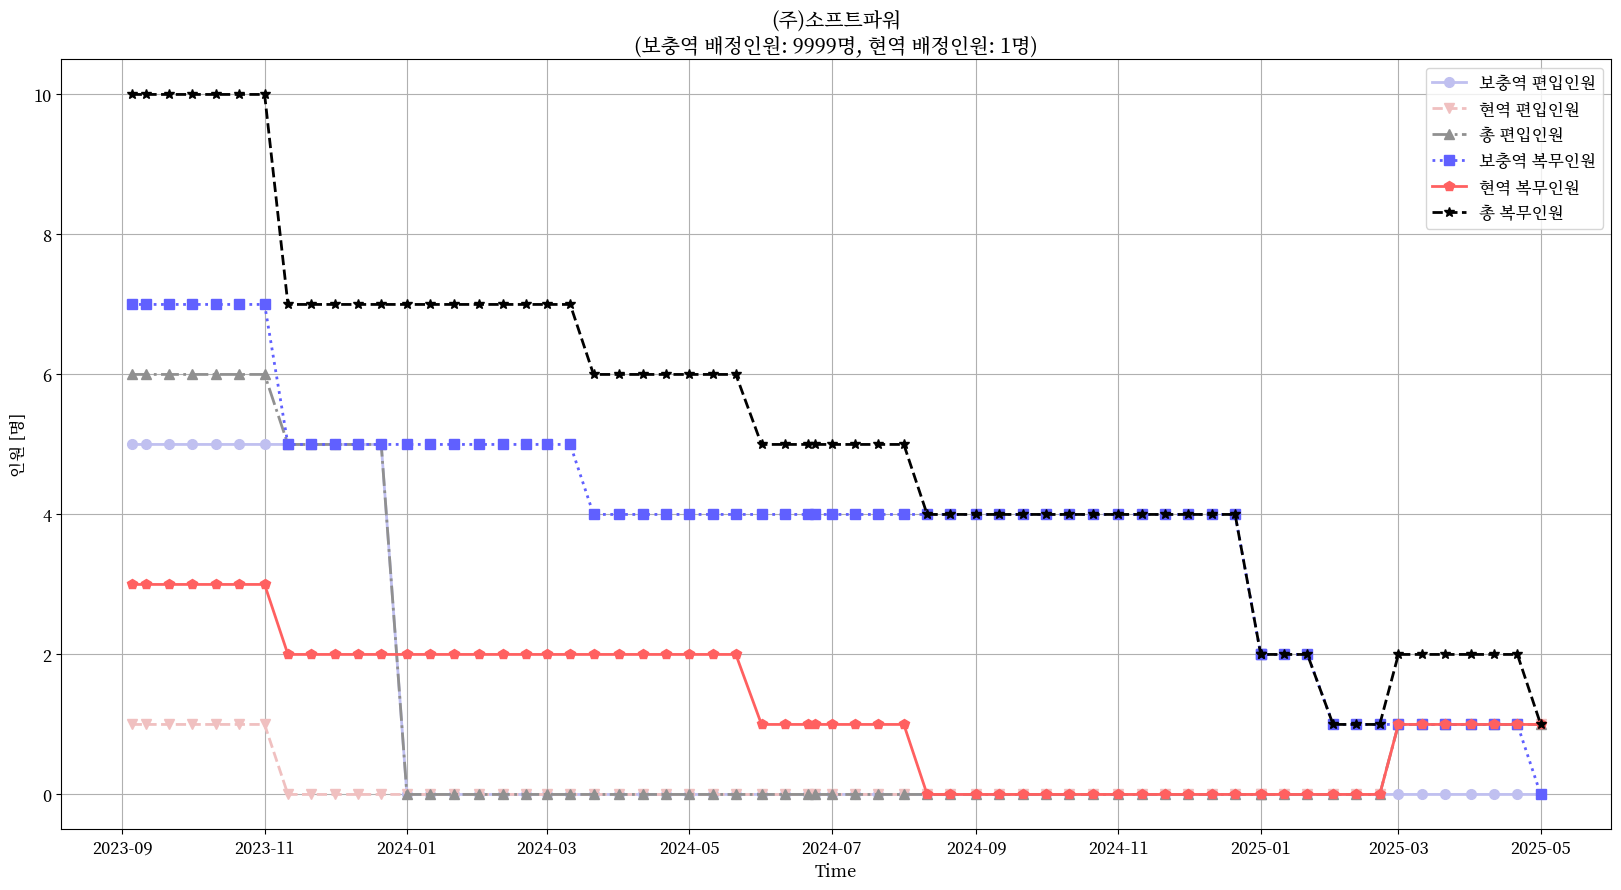 (주)소프트파워
(보충역 배정인원: 9999명, 현역 배정인원: 1명)
보충역 편입인원
현역 편입인원
총 편입인원
보충역 복무인원
현역 복무인원
총 복무인원
인원 [명]
10
8
6
4
2
0
2023-09
2023-11
2024-01
2024-03
2024-05
2024-07
2024-09
2024-11
2025-01
2025-03
2025-05
Time